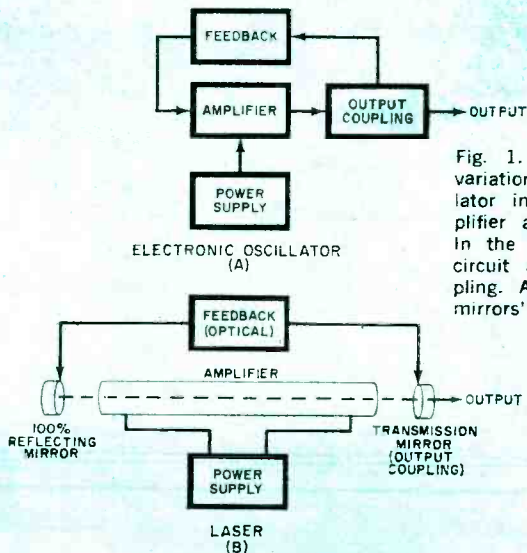 FEEDBACK
AMPLIFIER
OUTPUT
COUPLING
OUTPUT
POWER
SUPPLY
ELECTRONIC OSCILLATOR
(A)
Fig. 1.
variation
lator in
plifier a
In the
circuit
pling. A
mirrors'
FEEDBACK
(OPTICAL)
AMPLIFIER
100%
REFLECTING
MIRROR
OUTPUT
TRANSMISSION
MIRROR
(OUTPUT
COUPLING)
POWER
SUPPLY
LASER
(B)